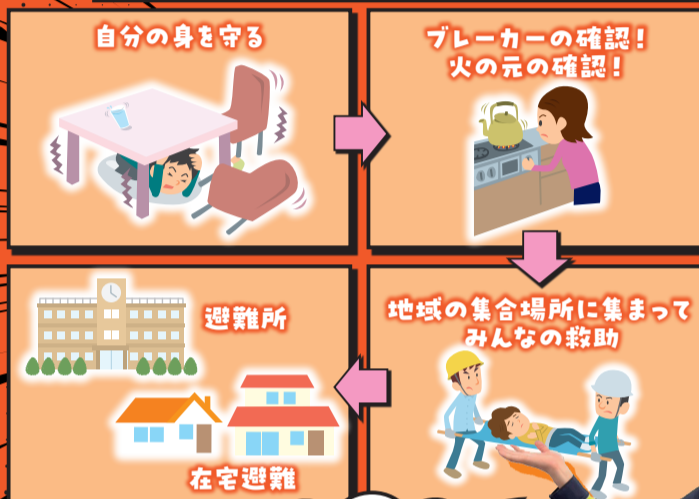 自分の身を守る
ブレーカーの確認！
火の元の確認！
地域の集合場所に集まって
みんなの救助
避難所
在宅避難